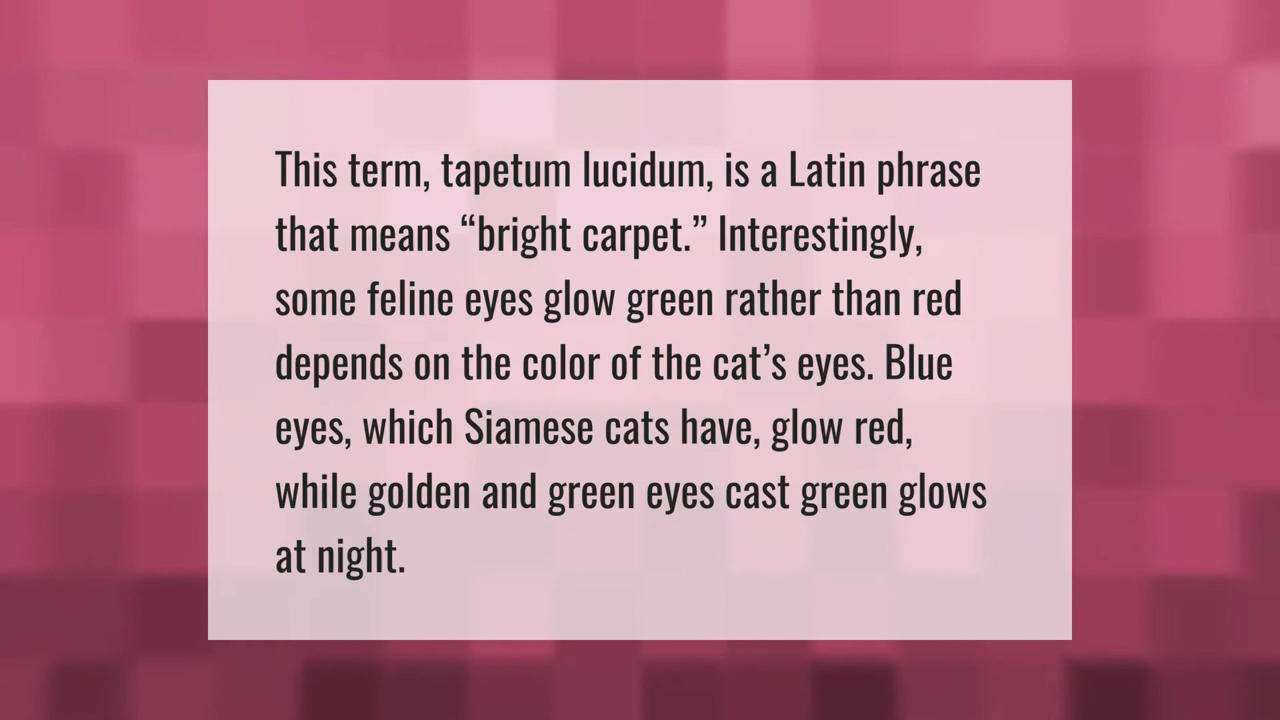 This term, tapetum lucidum, is a Latin phrase
that means “bright carpet.” Interestingly,
some feline eyes glow green rather than red
depends on the color of the cat’s eyes. Blue
eyes, which Siamese cats have, glow red,
while golden and green eyes cast green glows
at night.